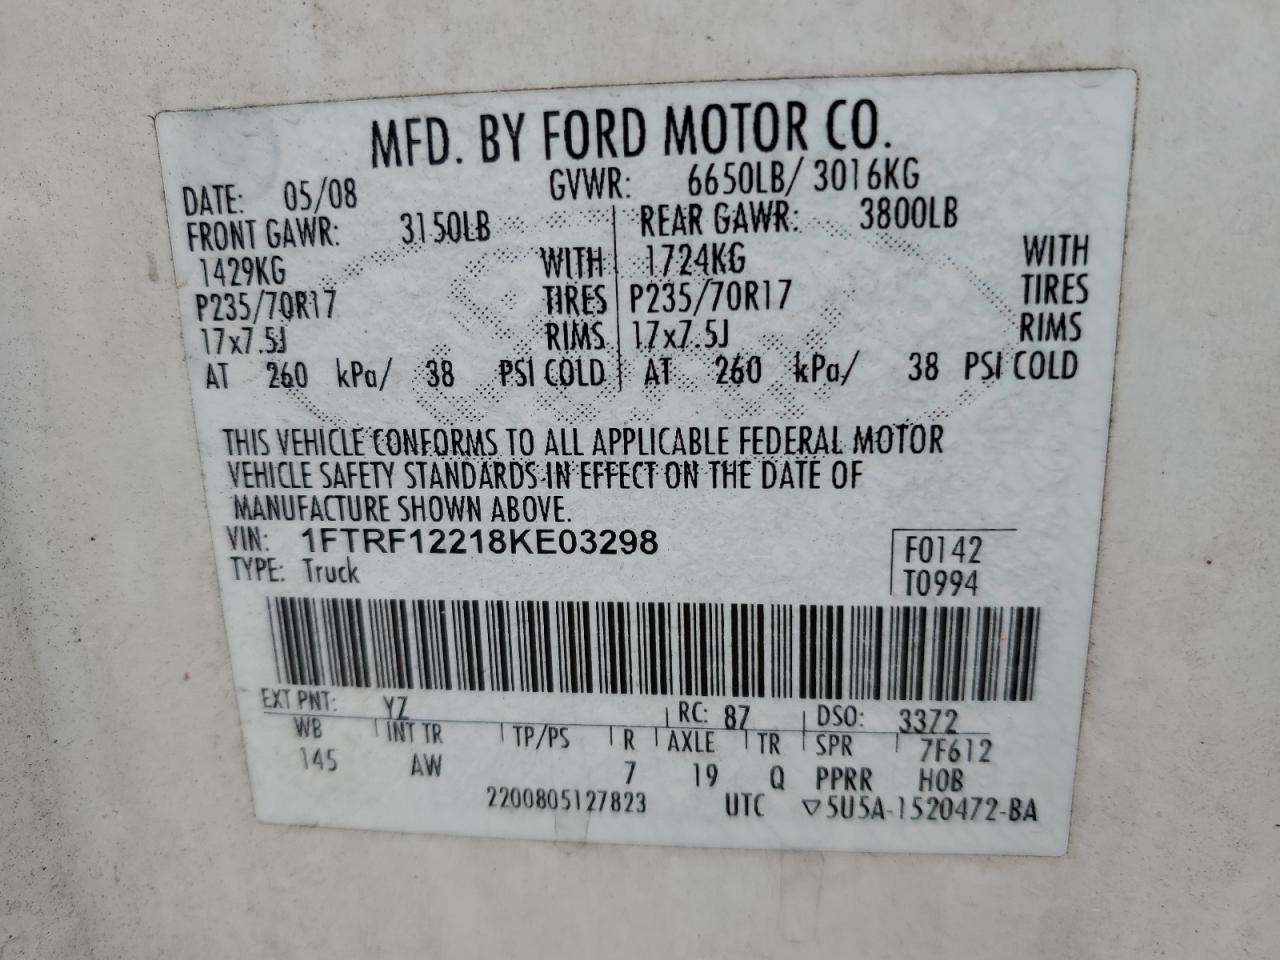 MFD. BY FORD MOTOR CO.
DATE: 05/08 GVWR: 6650LB/ 3016KG
FRONT GAWR: 3150LB REAR GAWR: 3800LB
1429KG WITH 1724KG WITH
P235/70R17 TIRES P235/70R17 TIRES
17x7.5J RIMS 17x7.5J RIMS
AT 260 kPa/ 38 PSI COLD AT 260 kPa/ 38 PSI COLD
THIS VEHICLE CONFORMS TO ALL APPLICABLE FEDERAL MOTOR
VEHICLE SAFETY STANDARDS IN EFFECT ON THE DATE OF
MANUFACTURE SHOWN ABOVE.
VIN: 1FTRF12218KE03298 F0142
TYPE: Truck T0994
EXT PNT: YZ RC: 87 DSO: 3372
WB INT TR TP/PS R AXLE TR SPR 7F612
145 AW 7 19 Q PPRR HOB
2200805127823 UTC ▽5U5A-1520472-BA